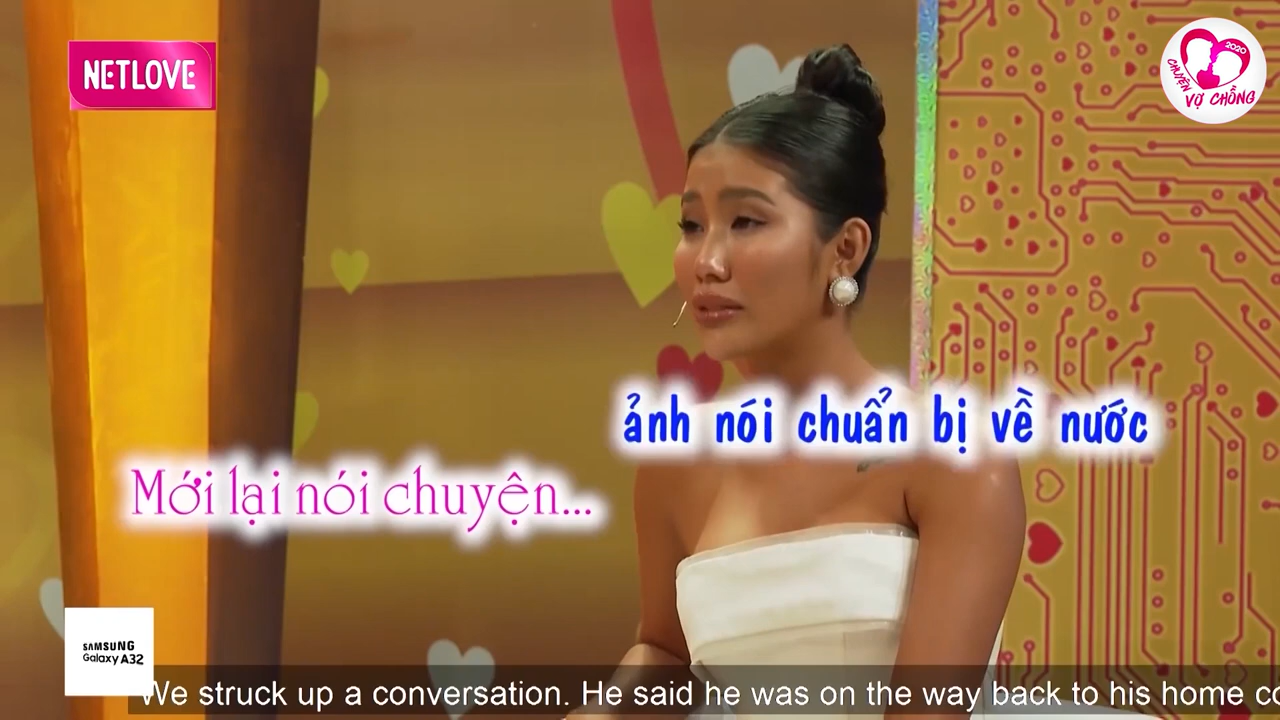 NETLOVE
2020
CHUYỆN
VỢ CHỒNG
ảnh nói chuẩn bị về nước
Mới lại nói chuyện...
SAMSUNG
Galaxy A32
We struck up a conversation. He said he was on the way back to his home co